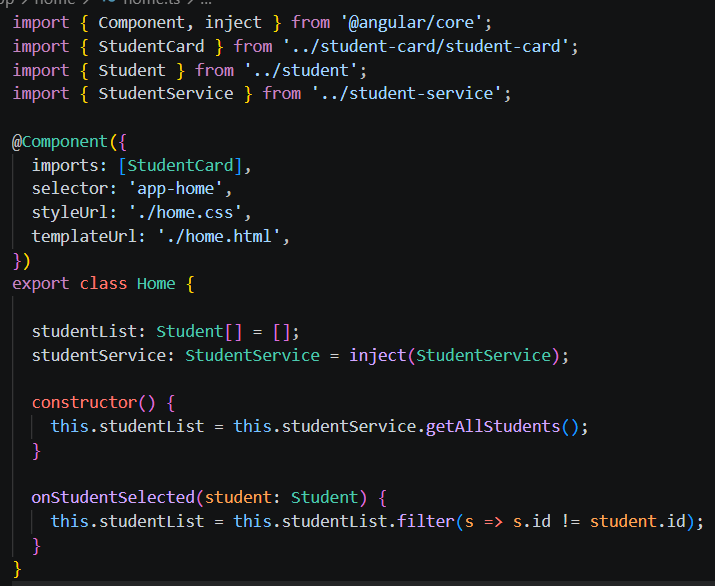 import { Component, inject } from '@angular/core';
import { StudentCard } from '../student-card/student-card';
import { Student } from '../student';
import { StudentService } from '../student-service';
@Component({
  imports: [StudentCard],
  selector: 'app-home',
  styleUrl: './home.css',
  templateUrl: './home.html',
})
export class Home {
  studentList: Student[] = [];
  studentService: StudentService = inject(StudentService);
  constructor() {
    this.studentList = this.studentService.getAllStudents();
  }
  onStudentSelected(student: Student) {
    this.studentList = this.studentList.filter(s => s.id != student.id);
  }
}